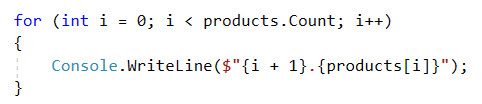 for (int i = 0; i < products.Count; i++)
{
    Console.WriteLine($"{i + 1}.{products[i]}");
}